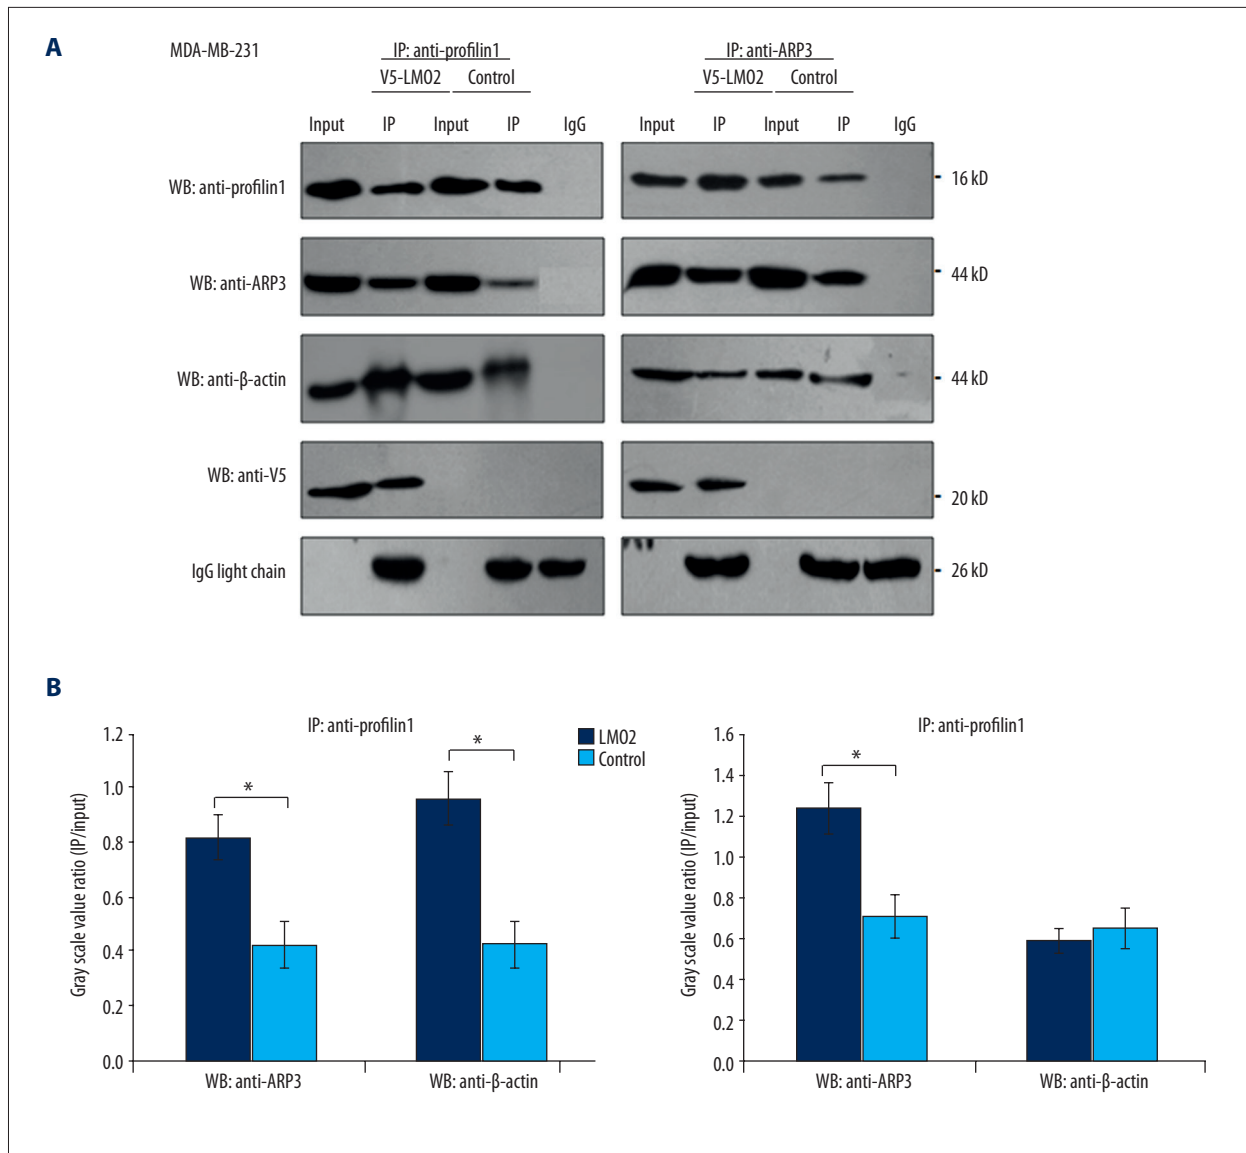 A
MDA-MB-231
IP: anti-profilin1
IP: anti-ARP3
V5-LMO2 Control
V5-LMO2 Control
Input IP Input IP IgG
Input IP Input IP IgG
WB: anti-profilin1
16 kD
WB: anti-ARP3
44 kD
WB: anti-β-actin
44 kD
WB: anti-V5
20 kD
IgG light chain
26 kD
B
IP: anti-profilin1
1.2
1.0
0.8
0.6
0.4
0.2
0.0
Gray scale value ratio (IP/input)
*
*
WB: anti-ARP3
WB: anti-β-actin
LMO2
Control
IP: anti-profilin1
1.6
1.4
1.2
1.0
0.8
0.6
0.4
0.2
0.0
Gray scale value ratio (IP/input)
*
WB: anti-ARP3
WB: anti-β-actin